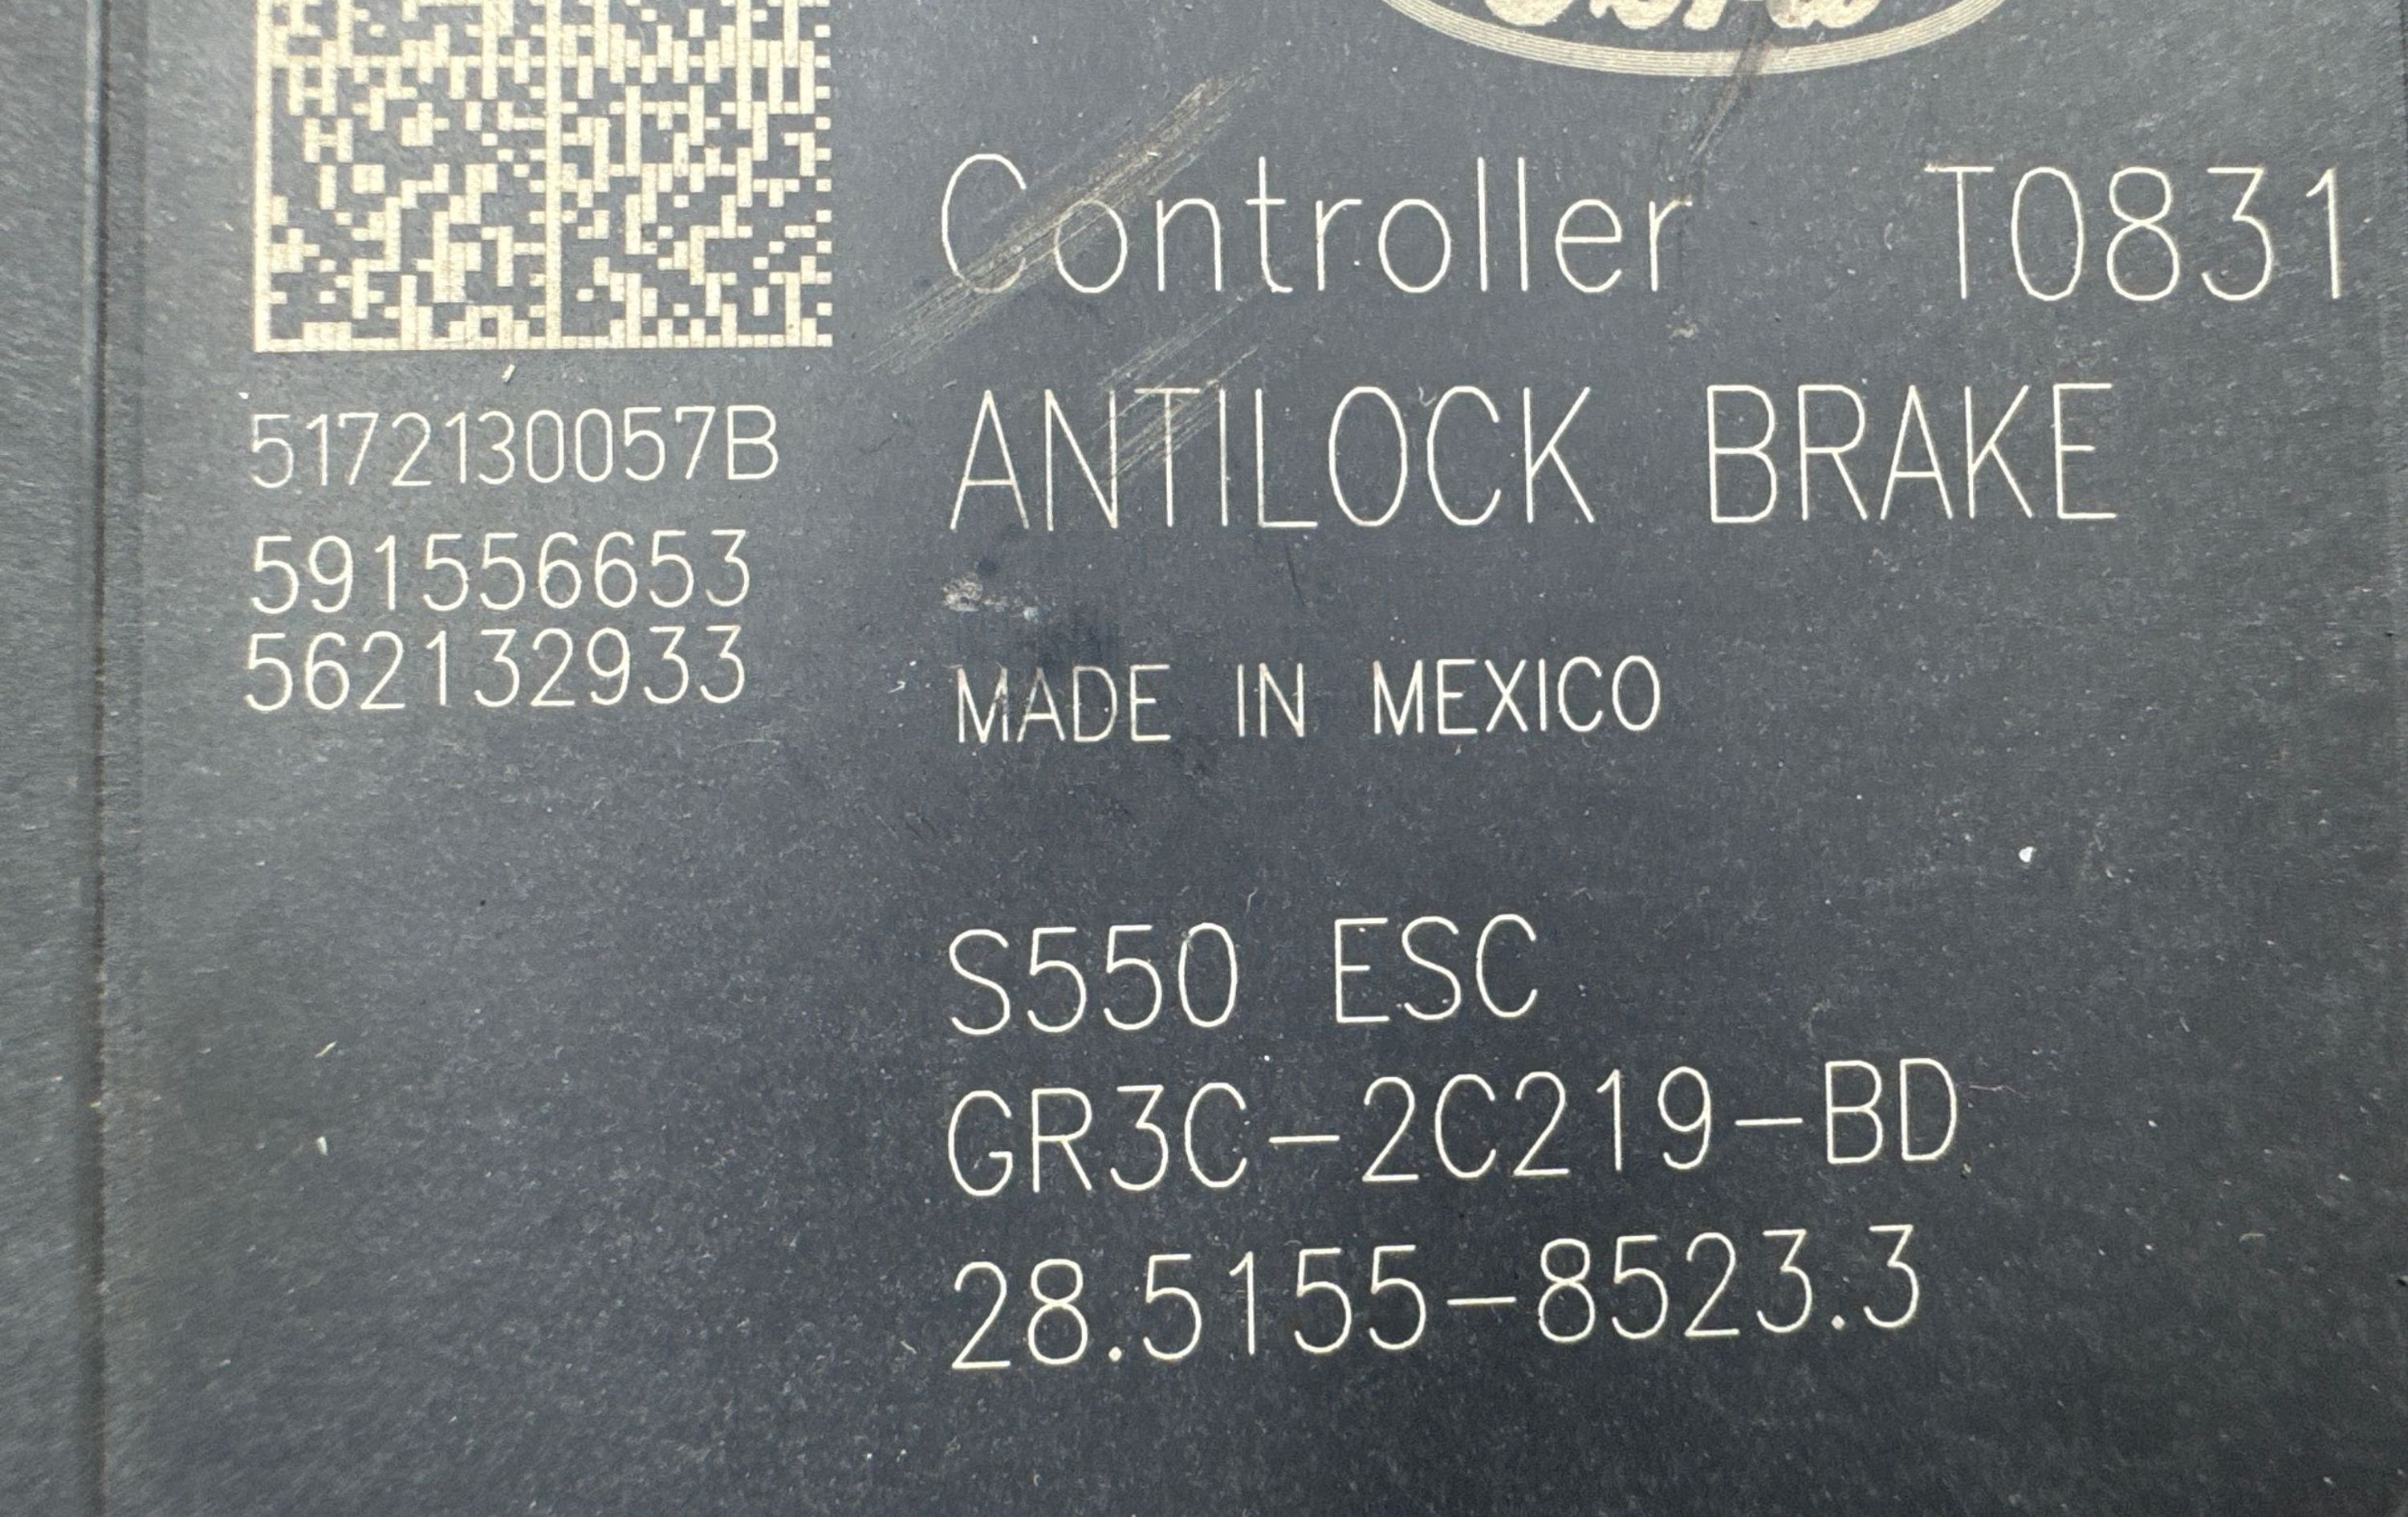 Ford
Controller T0831
ANTILOCK BRAKE
MADE IN MEXICO
5172130057B
591556653
562132933
S550 ESC
GR3C-2C219-BD
28.5155-8523.3